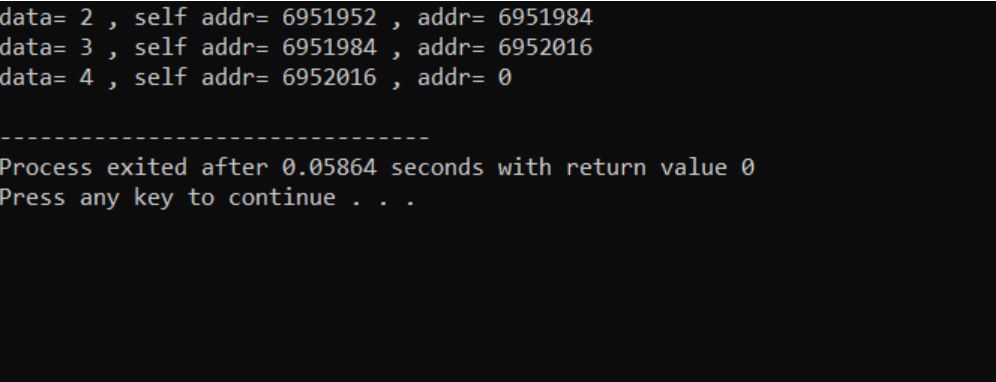 data= 2 , self addr= 6951952 , addr= 6951984
data= 3 , self addr= 6951984 , addr= 6952016
data= 4 , self addr= 6952016 , addr= 0
--------------------------------
Process exited after 0.05864 seconds with return value 0
Press any key to continue . . .